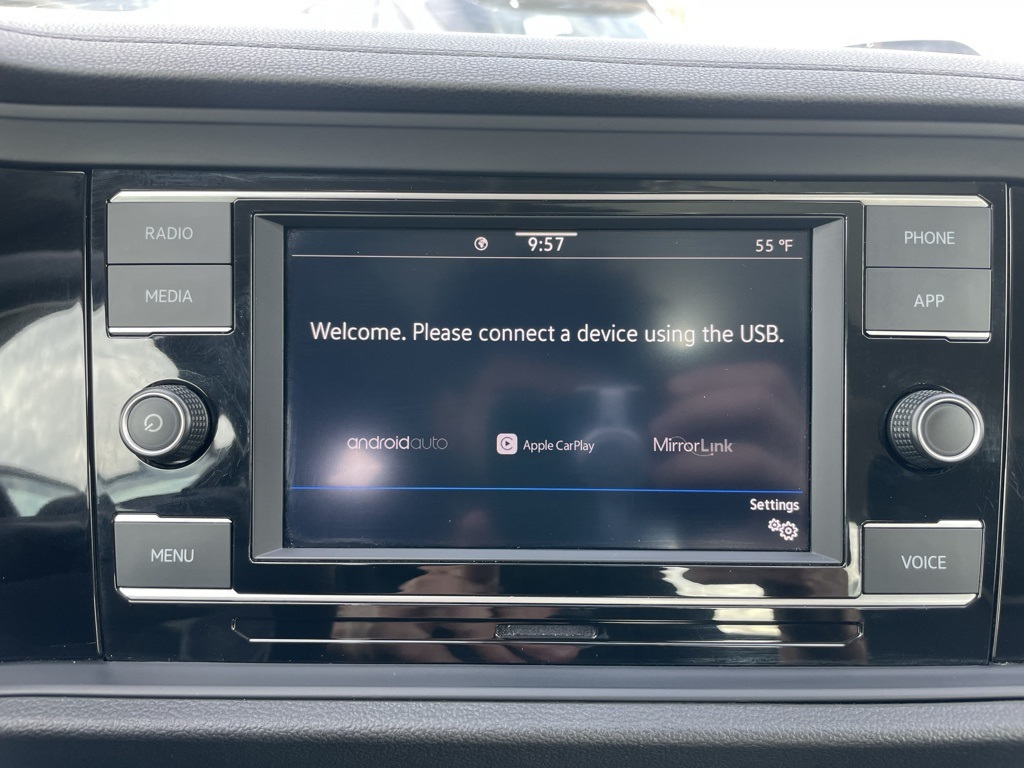 RADIO
MEDIA
9:57
55 °F
PHONE
APP
Welcome. Please connect a device using the USB.
androidauto
Apple CarPlay
MirrorLink
Settings
MENU
VOICE